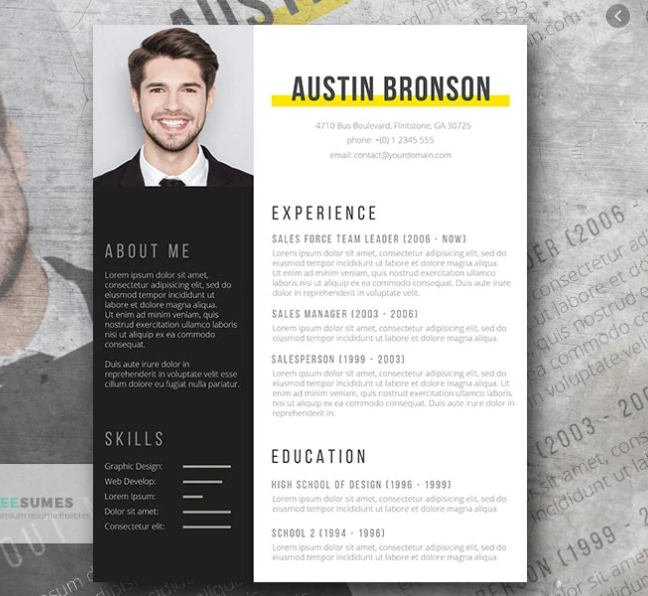 AUSTIN BRONSON
4710 Bus Boulevard, Flintstone, GA 30725
phone: +(0) 1 2345 555
email: contact@yourdomain.com
ABOUT ME
Lorem ipsum dolor sit amet,
consectetur adipisicing elit, sed do
eiusmod tempor incididunt ut
labore et dolore magna aliqua.
Ut enim ad minim veniam, quis
nostrud exercitation ullamco laboris
nisi ut aliquip ex ea commodo
consequat.
Duis aute irure dolor in
reprehenderit in voluptate velit esse
cillum dolore eu fugiat nulla pariatur.
SKILLS
Graphic Design:
Web Develop:
Lorem Ipsum:
Dolor sit amet:
Consectetur elit:
EXPERIENCE
SALES FORCE TEAM LEADER (2006 - NOW)
Lorem ipsum dolor sit amet, consectetur adipisicing elit, sed do
eiusmod tempor incididunt ut labore et dolore magna aliqua.
Ut enim ad minim veniam, quis nostrud exercitation ullamco
laboris nisi ut aliquip ex ea commodo consequat. Duis aute irure
dolor in reprehenderit in voluptate velit.
SALES MANAGER (2003 - 2006)
Lorem ipsum dolor sit amet, consectetur adipisicing elit, sed do
eiusmod tempor incididunt ut labore et dolore magna aliqua.
SALESPERSON (1999 - 2003)
Lorem ipsum dolor sit amet, consectetur adipisicing elit, sed do
eiusmod tempor incididunt ut labore et dolore magna aliqua. Ut
enim ad minim veniam, quis nostrud exercitation ullamco laboris
nisi ut aliquip ex ea commodo consequat. Duis aute irure dolor in
reprehenderit in.
EDUCATION
HIGH SCHOOL OF DESIGN (1996 - 1999)
Lorem ipsum dolor sit amet, consectetur adipisicing elit, sed do
eiusmod tempor incididunt ut labore et dolore magna aliqua.
SCHOOL 2 (1994 - 1996)
Lorem ipsum dolor sit amet, consectetur adipisicing elit, sed do
eiusmod tempor incididunt ut labore et dolore magna aliqua.
EESUMES
emium resume freebies
DER (2006 -
(2003 - 200
PERSON (1999 -